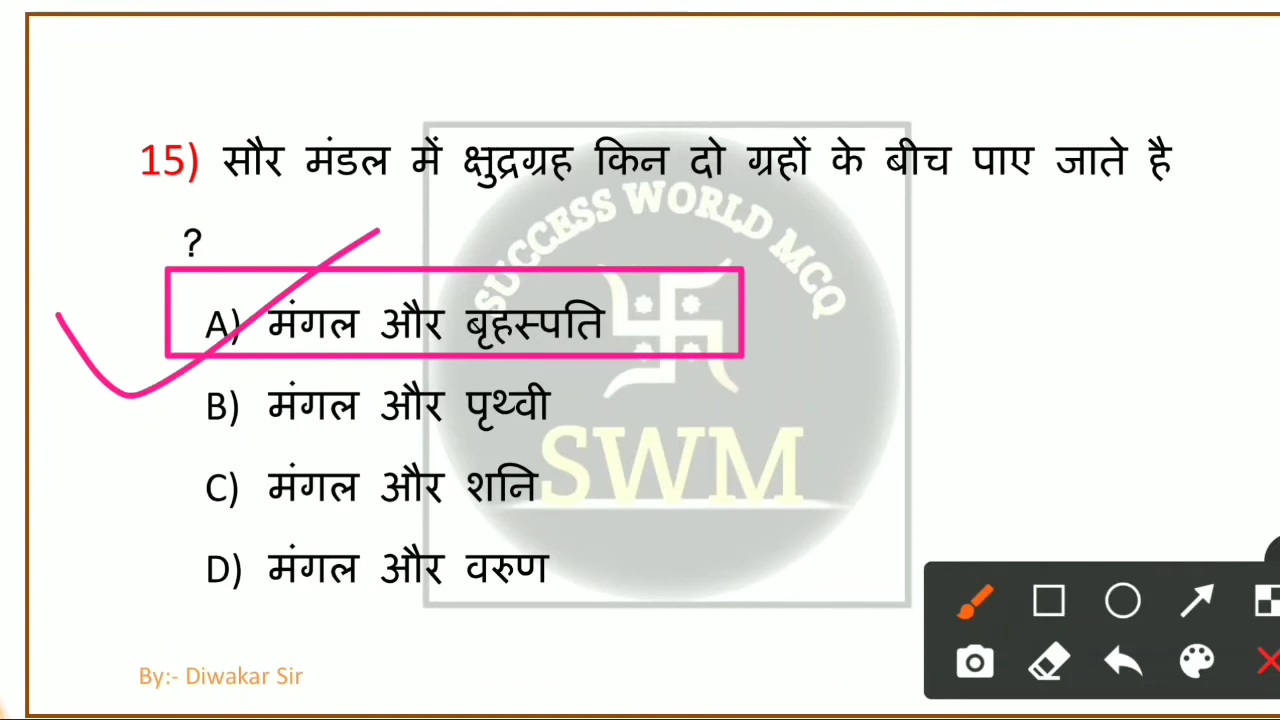 15) सौर मंडल में क्षुद्रग्रह किन दो ग्रहों के बीच पाए जाते है
?
A) मंगल और बृहस्पति
B) मंगल और पृथ्वी
C) मंगल और शनि
D) मंगल और वरुण
SUCCESS WORLD MCQ
SWM
By:- Diwakar Sir